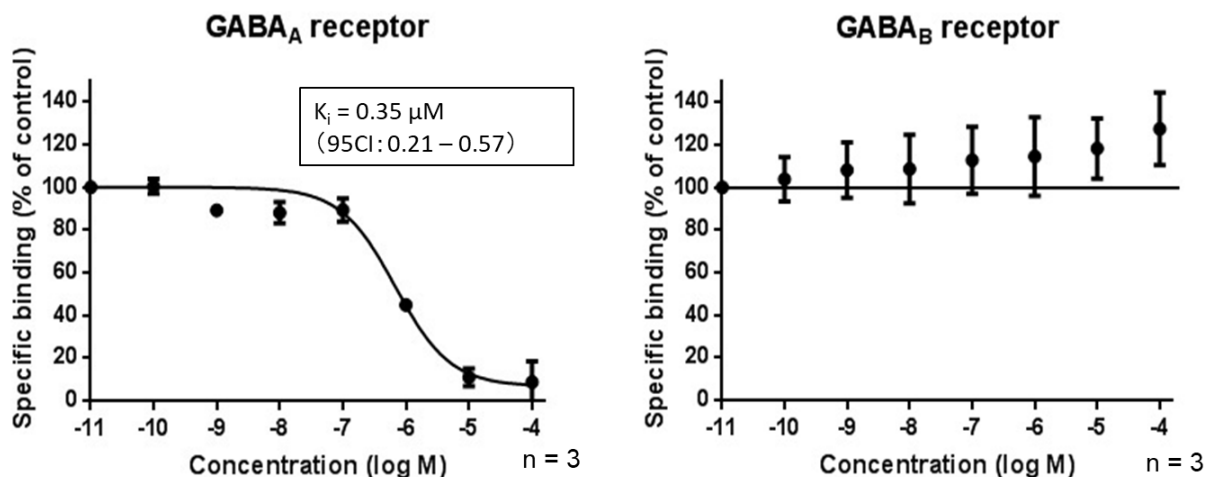 GABAA receptor
Specific binding (% of control)
140
120
100
80
60
40
20
0
Ki = 0.35 μM
(95CI: 0.21 – 0.57)
-11 -10 -9 -8 -7 -6 -5 -4
Concentration (log M)
n = 3
GABAB receptor
Specific binding (% of control)
140
120
100
80
60
40
20
0
-11 -10 -9 -8 -7 -6 -5 -4
Concentration (log M)
n = 3